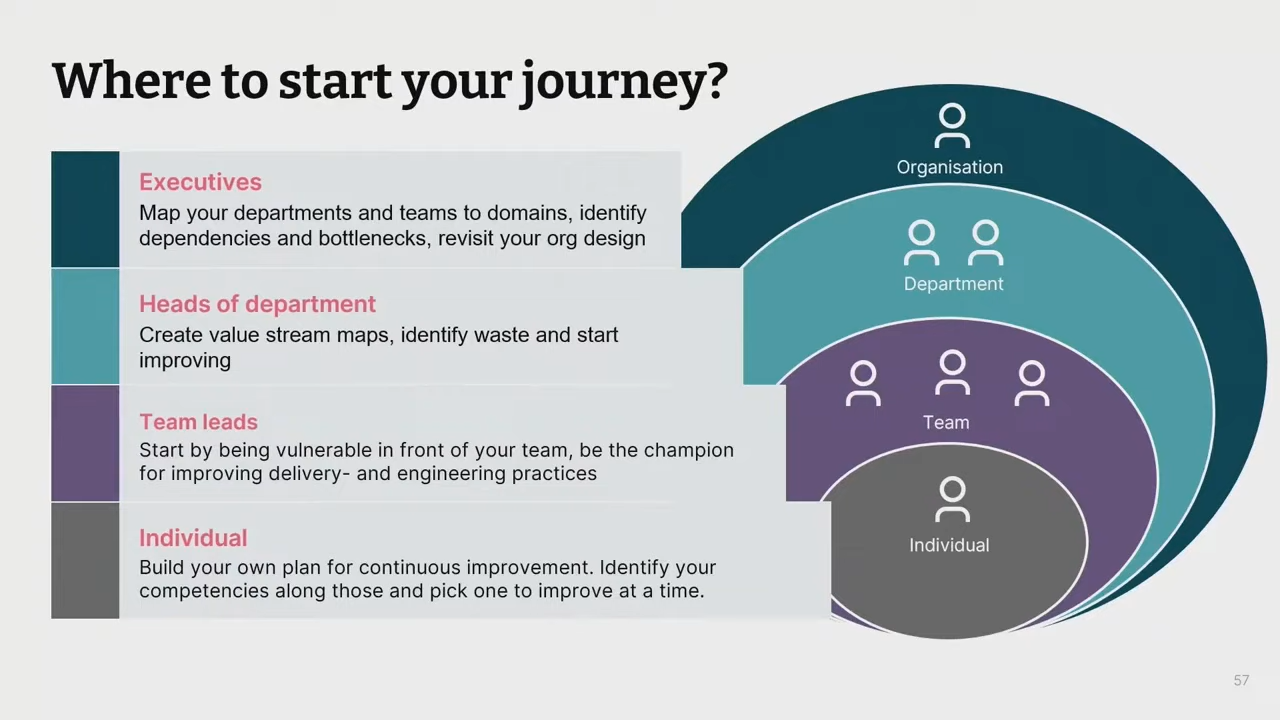 Where to start your journey?
Executives
Map your departments and teams to domains, identify
dependencies and bottlenecks, revisit your org design
Heads of department
Create value stream maps, identify waste and start
improving
Team leads
Start by being vulnerable in front of your team, be the champion
for improving delivery- and engineering practices
Individual
Build your own plan for continuous improvement. Identify your
competencies along those and pick one to improve at a time.
Organisation
Department
Team
Individual
57